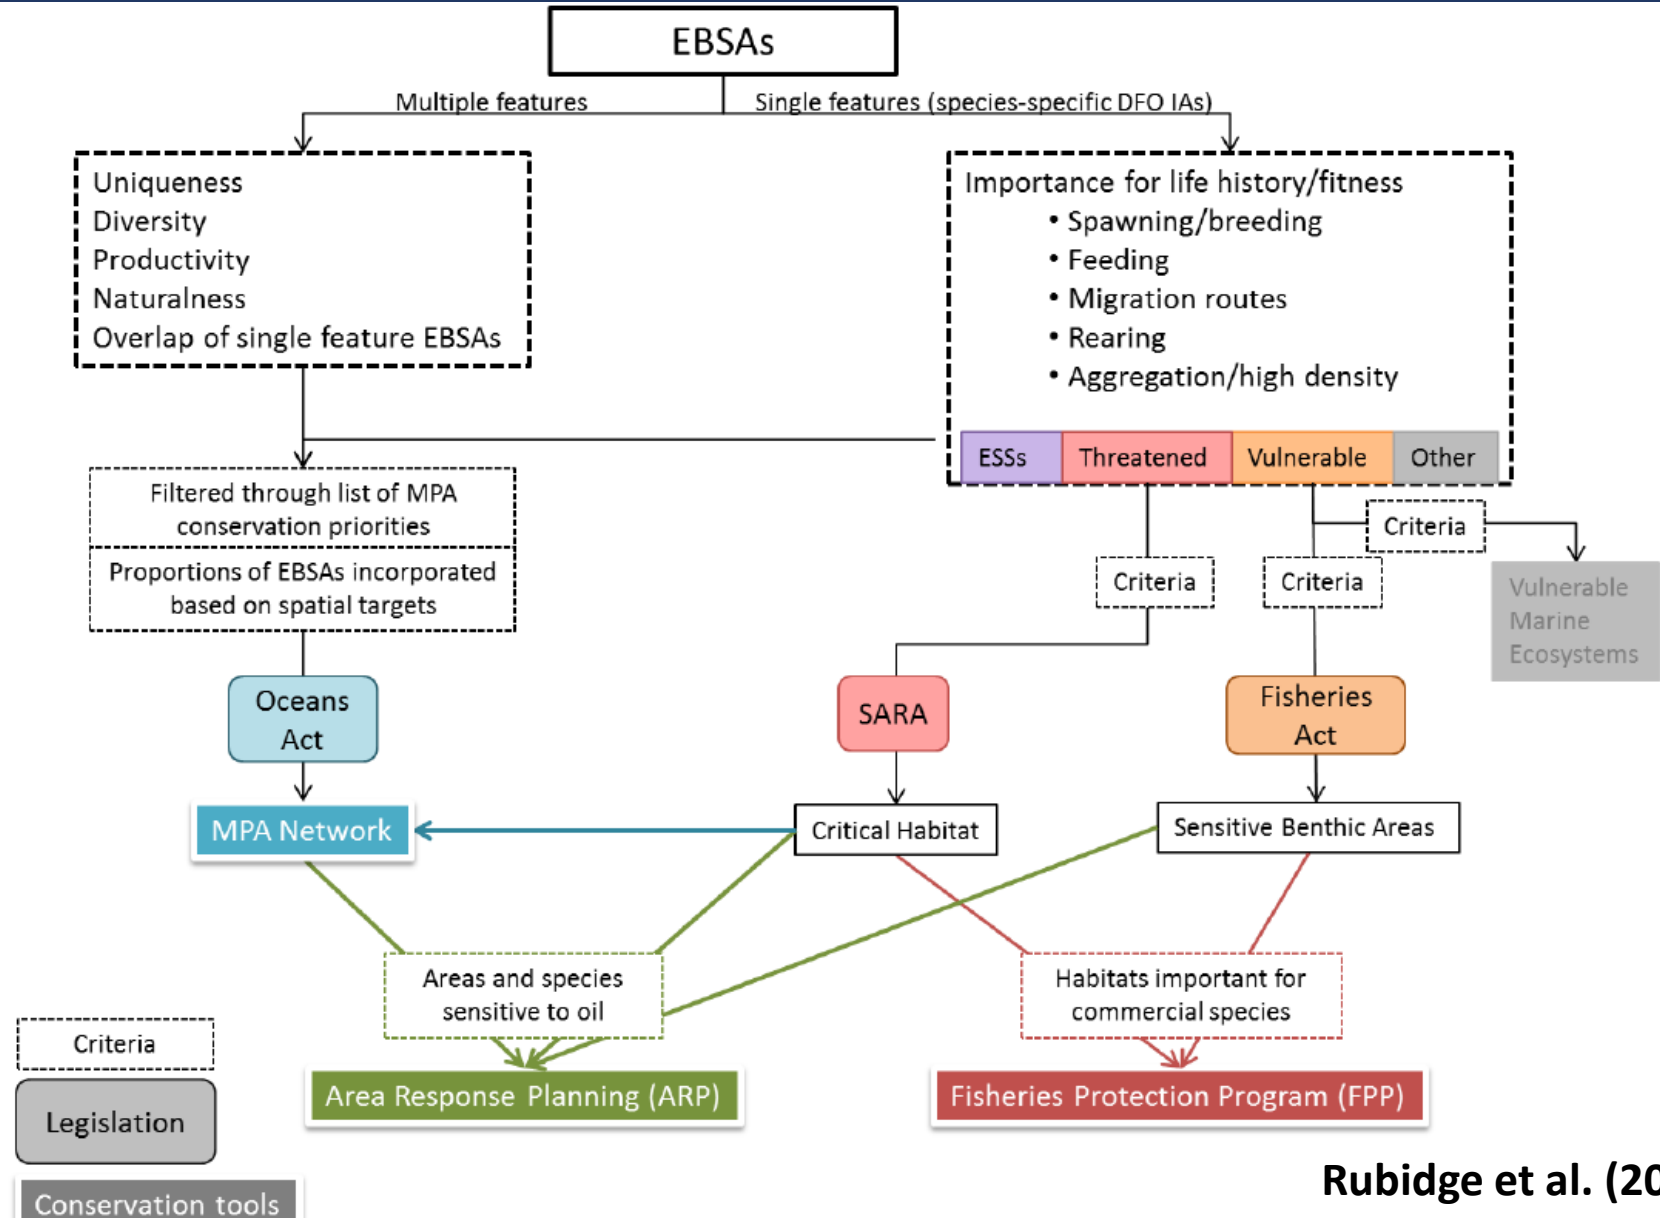 EBSAs
Multiple features
Single features (species-specific DFO IAs)
Uniqueness
Diversity
Productivity
Naturalness
Overlap of single feature EBSAs
Importance for life history/fitness
• Spawning/breeding
• Feeding
• Migration routes
• Rearing
• Aggregation/high density
ESSs
Threatened
Vulnerable
Other
Filtered through list of MPA
conservation priorities
Proportions of EBSAs incorporated
based on spatial targets
Criteria
Criteria
Criteria
Vulnerable
Marine
Ecosystems
Oceans
Act
SARA
Fisheries
Act
MPA Network
Critical Habitat
Sensitive Benthic Areas
Areas and species
sensitive to oil
Habitats important for
commercial species
Area Response Planning (ARP)
Fisheries Protection Program (FPP)
Criteria
Legislation
Conservation tools
Rubidge et al. (20